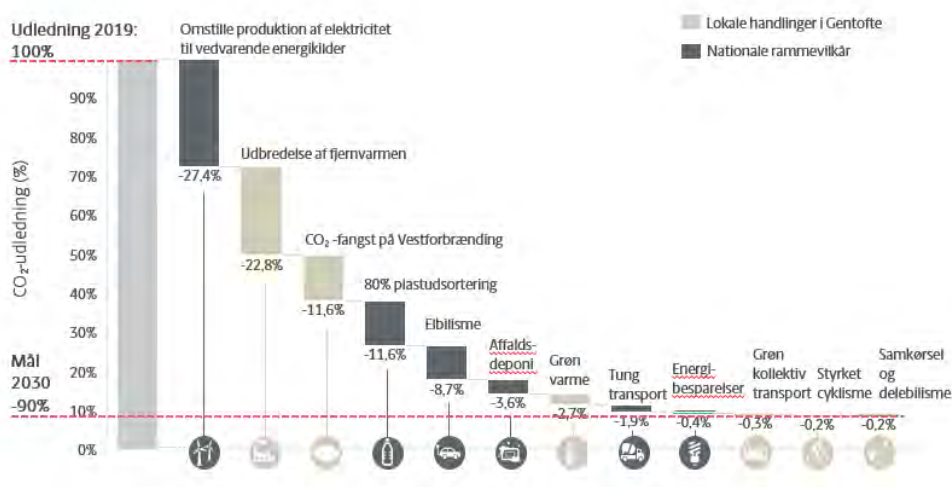 Udledning 2019:
100%
Omstille produktion af elektricitet
til vedvarende energikilder
Lokale handlinger i Gentofte
Nationale rammevilkår
CO₂-udledning (%)
90%
80%
70%
60%
50%
40%
30%
20%
10%
0%
Mål
2030
-90%
-27,4%
Udbredelse af fjernvarmen
-22,8%
CO₂ -fangst på Vestforbrænding
-11,6%
80% plastudsortering
-11,6%
Elbilisme
-8,7%
Affalds-
deponi
-3,6%
Grøn
varme
-2,7%
Tung
transport
-1,9%
Energi-
besparelser
-0,4%
Grøn
kollektiv
transport
-0,3%
Styrket
cyklisme
-0,2%
Samkørsel
og
delebilisme
-0,2%